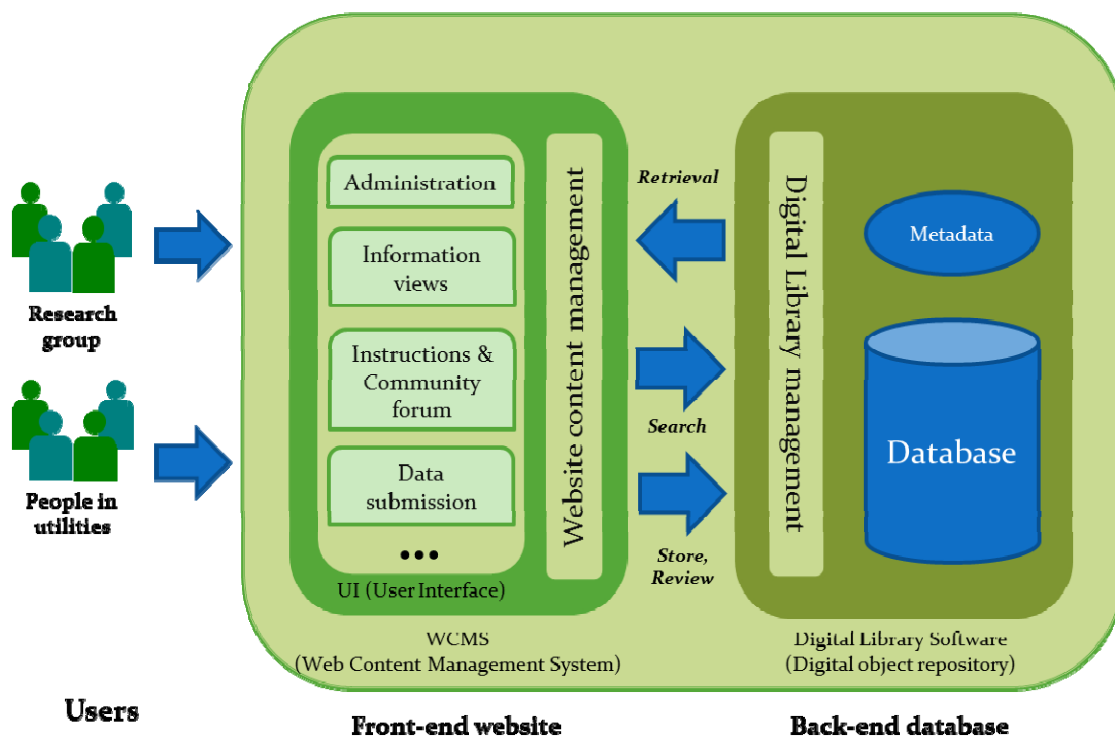 Research
group
People in
utilities
Users
Administration
Information
views
Instructions &
Community
forum
Data
submission
•••
UI (User Interface)
Website content management
WCMS
(Web Content Management System)
Front-end website
Retrieval
Search
Store,
Review
Digital Library management
Metadata
Database
Digital Library Software
(Digital object repository)
Back-end database